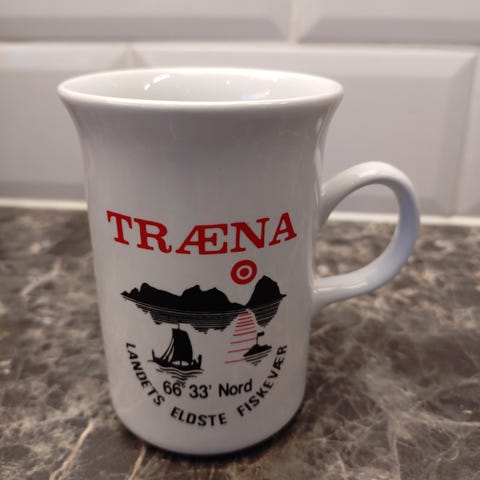 TRÆNA
66° 33' Nord
LANDETS ELDSTE FISKEVÆR